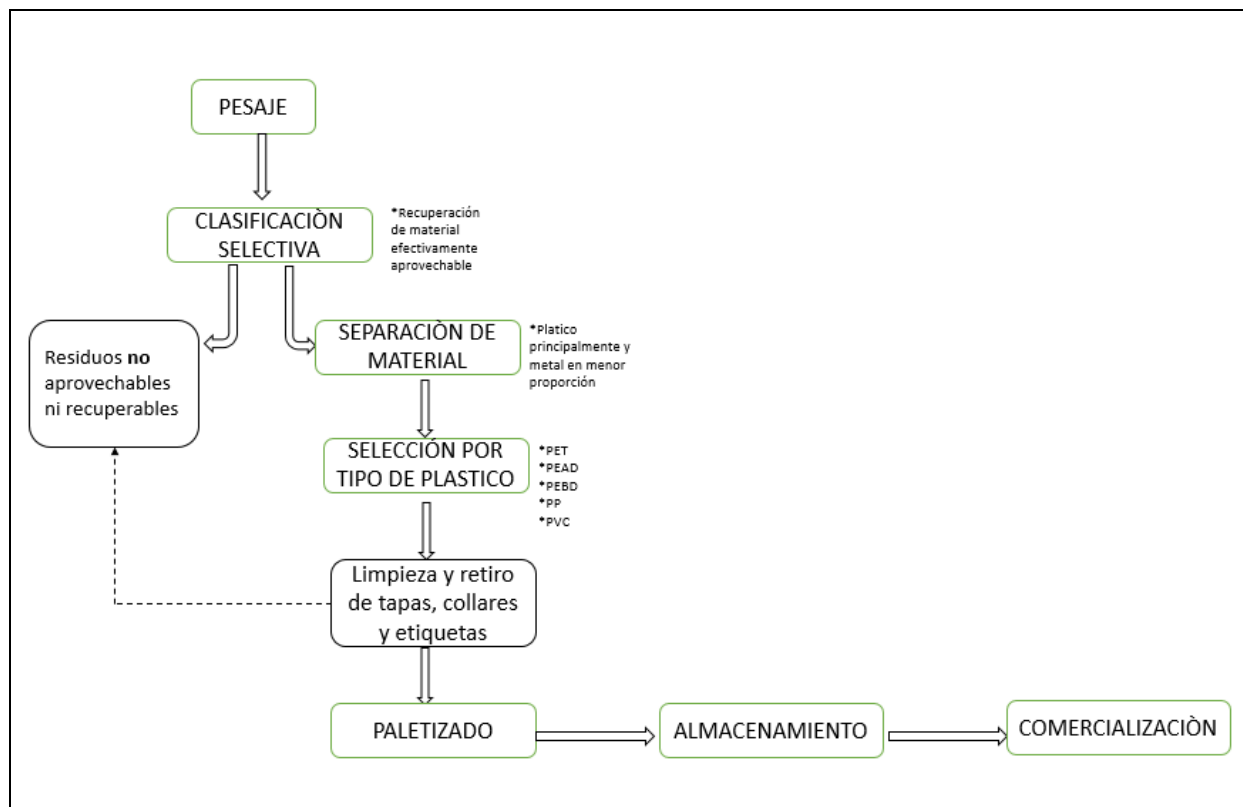 PESAJE
CLASIFICACIÒN
SELECTIVA
*Recuperación
de material
efectivamente
aprovechable
Residuos no
aprovechables
ni recuperables
SEPARACIÒN DE
MATERIAL
*Platico
principalmente y
metal en menor
proporción
SELECCIÓN POR
TIPO DE PLASTICO
*PET
*PEAD
*PEBD
*PP
*PVC
Limpieza y retiro
de tapas, collares
y etiquetas
PALETIZADO
ALMACENAMIENTO
COMERCIALIZACIÒN